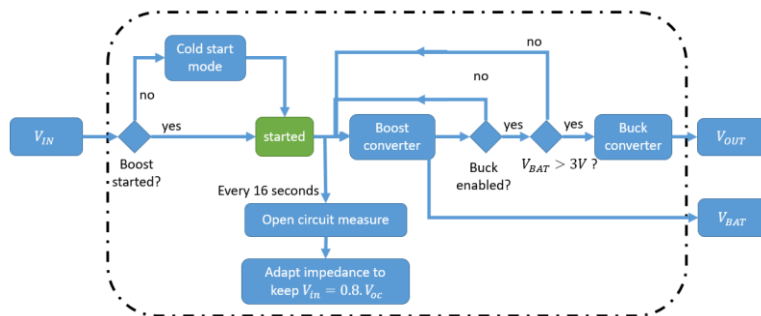 Cold start
mode
no
no
no
V_IN
yes
started
Boost
converter
yes
yes
Buck
converter
V_OUT
Boost
started?
Buck
enabled?
V_BAT > 3V ?
Every 16 seconds
Open circuit measure
V_BAT
Adapt impedance to
keep V_in = 0.8. V_oc